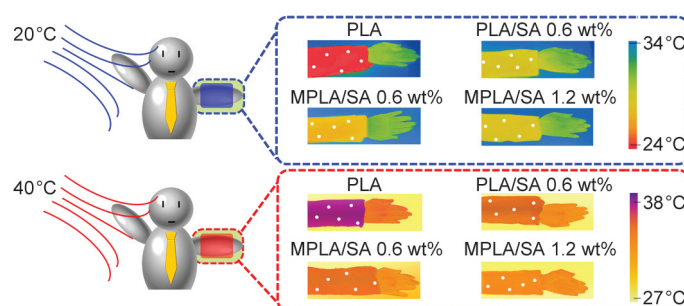 20°C
PLA
PLA/SA 0.6 wt%
34°C
MPLA/SA 0.6 wt%
MPLA/SA 1.2 wt%
24°C
40°C
PLA
PLA/SA 0.6 wt%
38°C
MPLA/SA 0.6 wt%
MPLA/SA 1.2 wt%
27°C